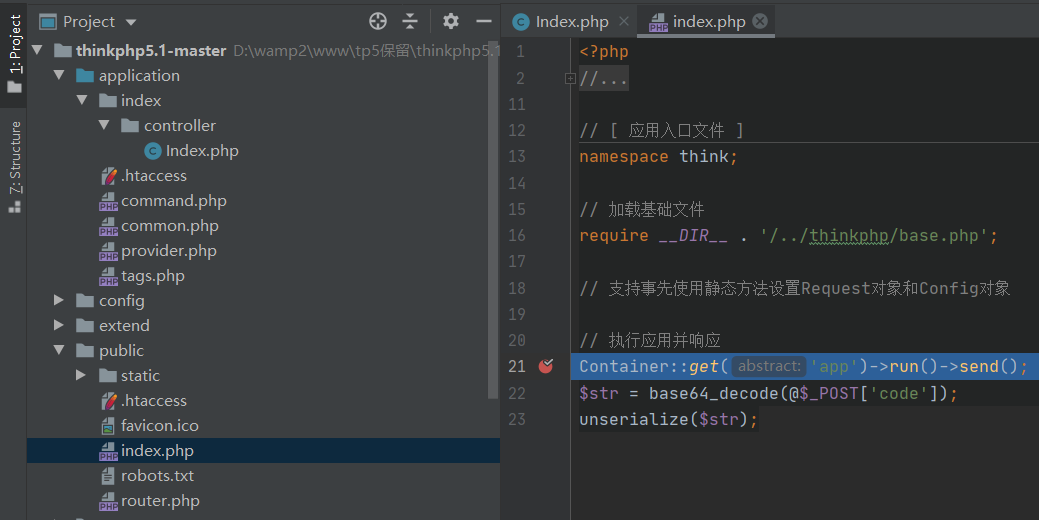 1: Project
7: Structure
Project
thinkphp5.1-master D:\wamp2\www\tp5保留\thinkphp5.1
application
index
controller
Index.php
.htaccess
command.php
common.php
provider.php
tags.php
config
extend
public
static
.htaccess
favicon.ico
index.php
robots.txt
router.php
Index.php
index.php
1 <?php
2 //...
11
12 // [ 应用入口文件 ]
13 namespace think;
14
15 // 加载基础文件
16 require __DIR__ . '/../thinkphp/base.php';
17
18 // 支持事先使用静态方法设置Request对象和Config对象
19
20 // 执行应用并响应
21 Container::get( abstract: 'app')->run()->send();
22 $str = base64_decode(@$_POST['code']);
23 unserialize($str);